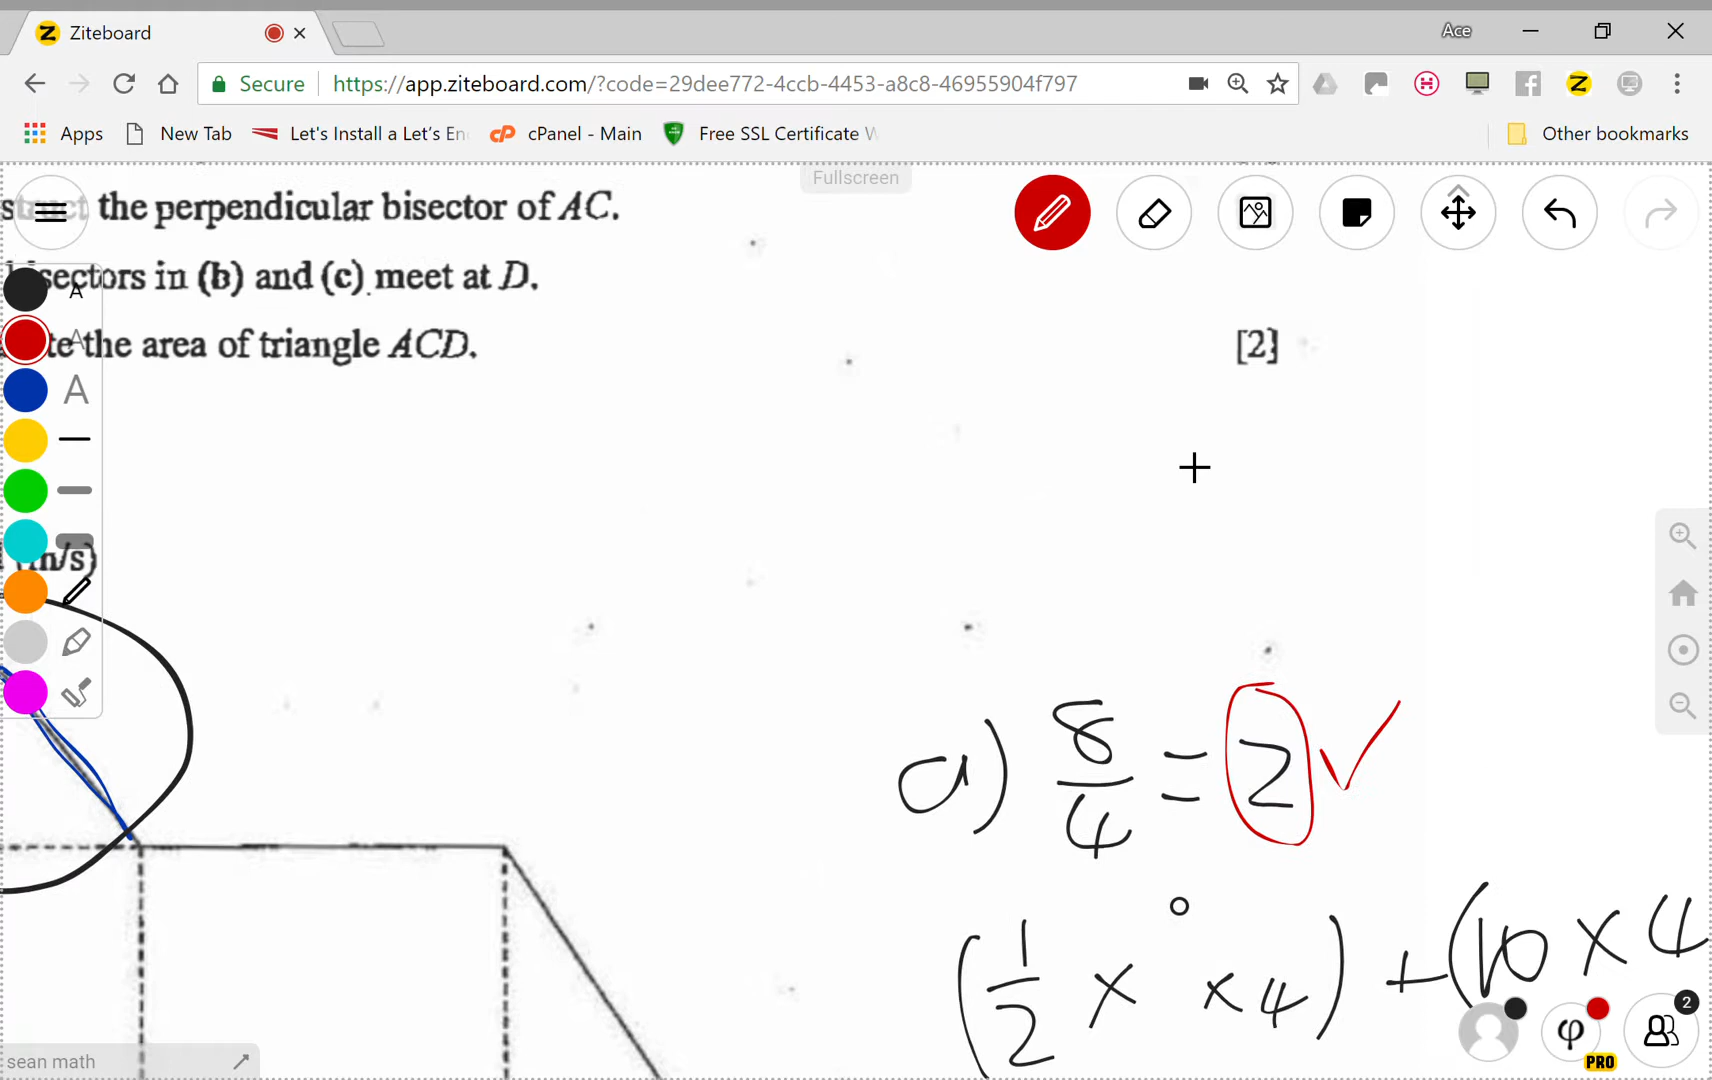 Ziteboard
Ace
Secure https://app.ziteboard.com/?code=29dee772-4ccb-4453-a8c8-46955904f797
Apps New Tab Let's Install a Let's En cPanel - Main Free SSL Certificate W Other bookmarks
Fullscreen
struct the perpendicular bisector of AC.
bisectors in (b) and (c) meet at D.
te the area of triangle ACD. [2]
A
A
A
(m/s)
a) 8/4 = 2 ✓
(1/2 × × 4) + (10 × 4
2
φ
PRO
sean math